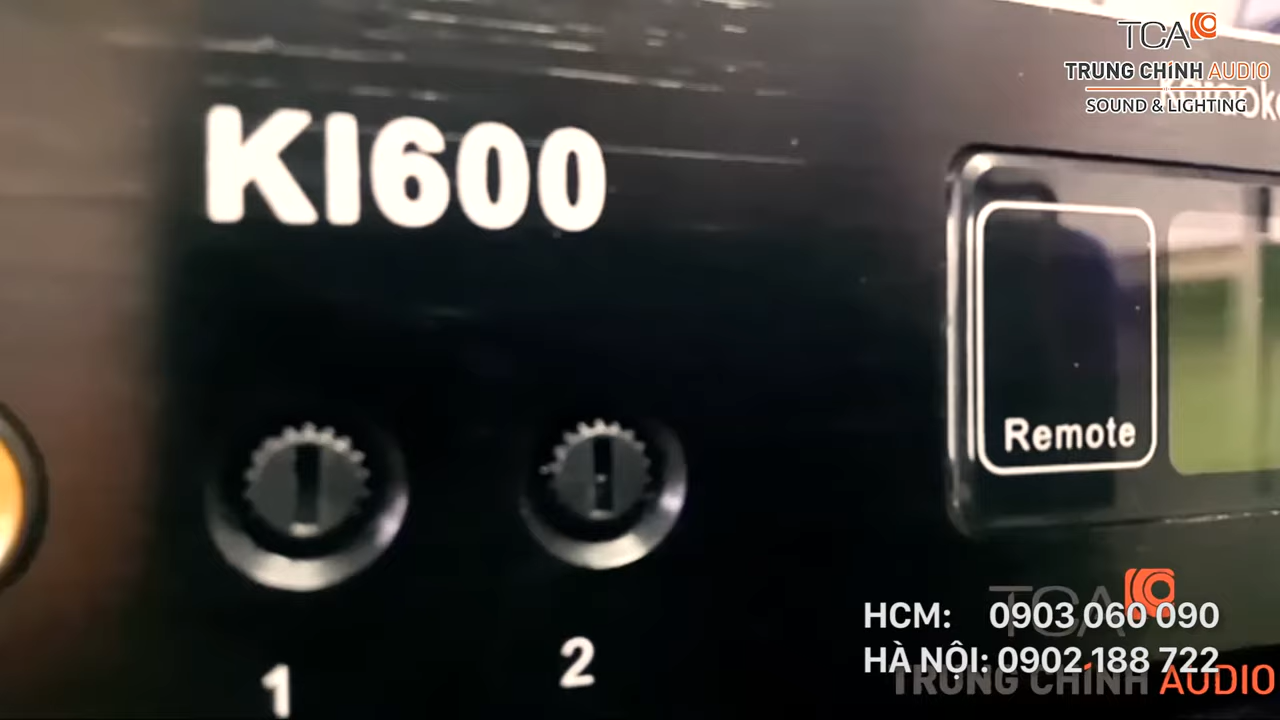 TCA
TRUNG CHÍNH AUDIO
SOUND & LIGHTING
Karaoke
KI600
Remote
1
2
TCA
HCM: 0903 060 090
HÀ NỘI: 0902 188 722
TRUNG CHÍNH AUDIO